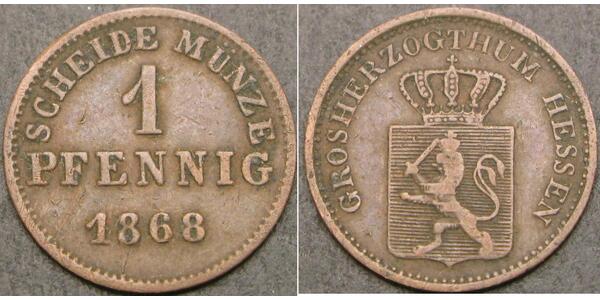 SCHEIDE MÜNZE
1
PFENNIG
1868
GROSHERZOGTHUM HESSEN